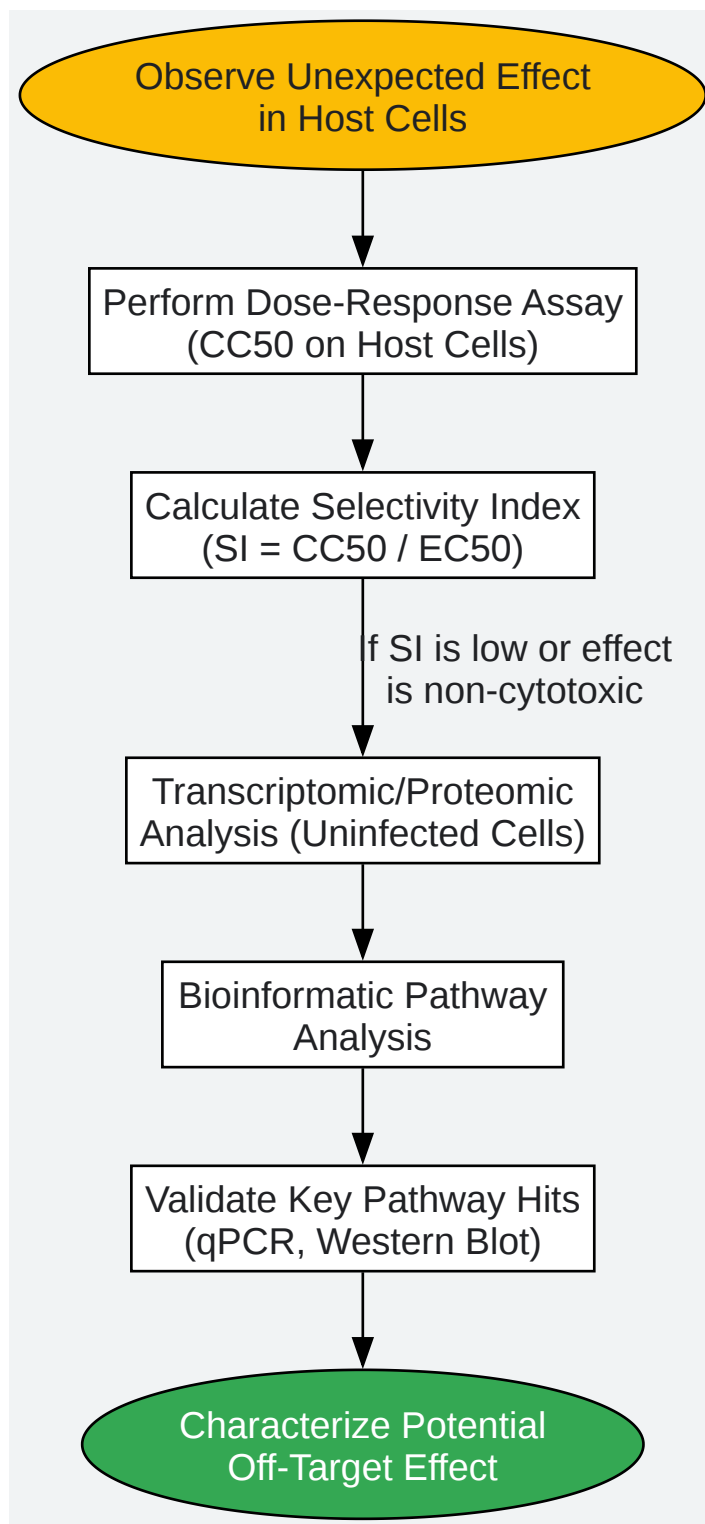 Observe Unexpected Effect
in Host Cells
Perform Dose-Response Assay
(CC50 on Host Cells)
Calculate Selectivity Index
(SI = CC50 / EC50)
If SI is low or effect
is non-cytotoxic
Transcriptomic/Proteomic
Analysis (Uninfected Cells)
Bioinformatic Pathway
Analysis
Validate Key Pathway Hits
(qPCR, Western Blot)
Characterize Potential
Off-Target Effect